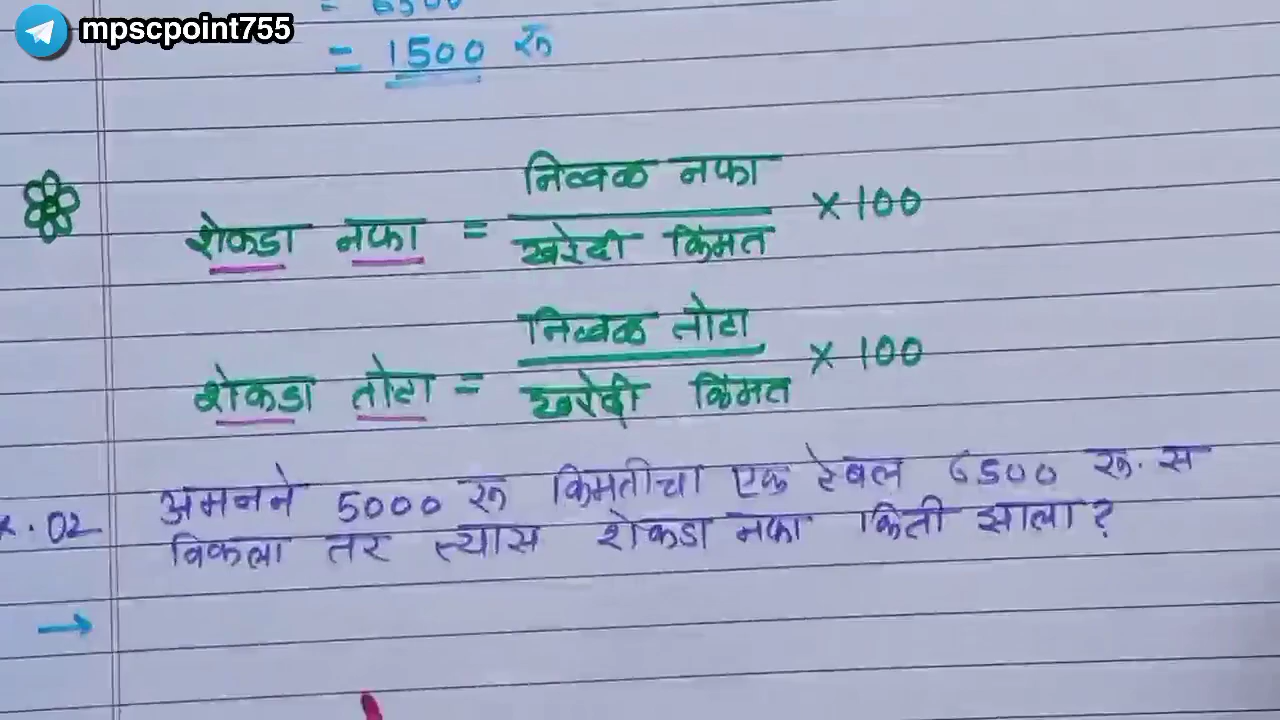 mpscpoint755
= 6500
= 1500 रू
शेकडा नफा = निव्वळ नफा / खरेदी किंमत × 100
शेकडा तोटा = निव्वळ तोटा / खरेदी किंमत × 100
02 अमनने 5000 रू किंमतीचा एक टेबल 6500 रू. स
विकला तर त्यास शेकडा नफा किती झाला?
→